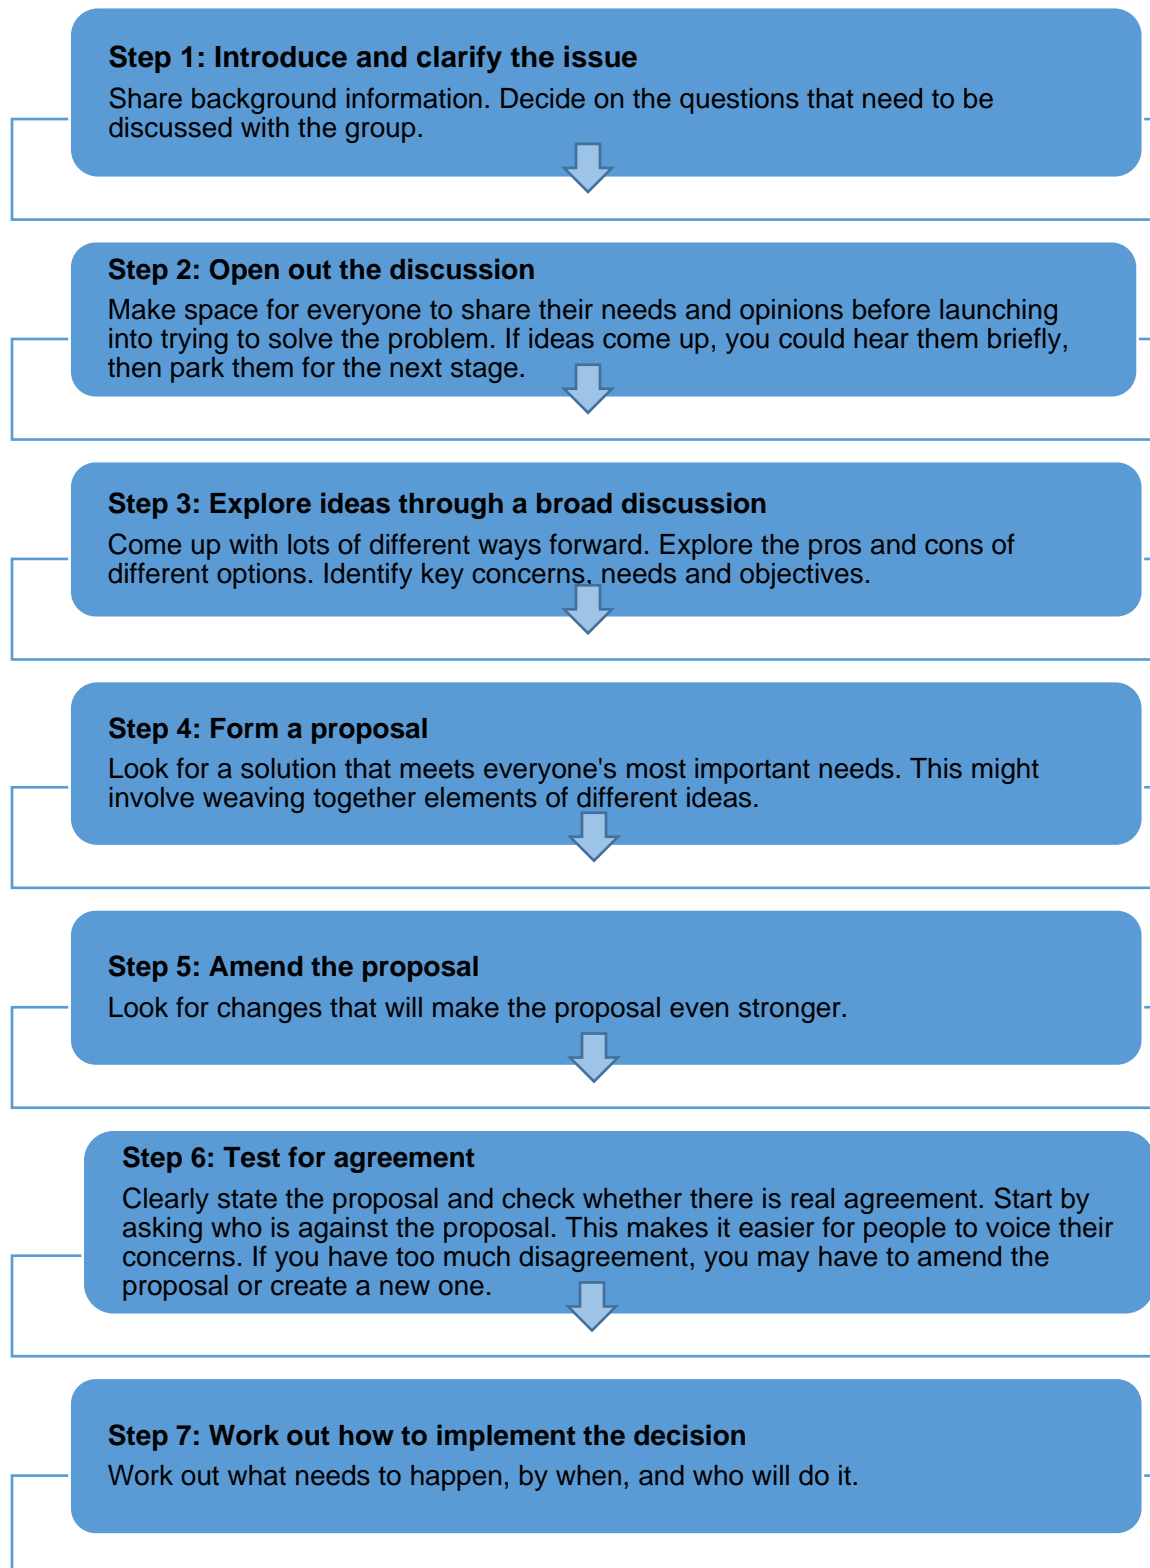 Step 1: Introduce and clarify the issue
Share background information. Decide on the questions that need to be
discussed with the group.
Step 2: Open out the discussion
Make space for everyone to share their needs and opinions before launching
into trying to solve the problem. If ideas come up, you could hear them briefly,
then park them for the next stage.
Step 3: Explore ideas through a broad discussion
Come up with lots of different ways forward. Explore the pros and cons of
different options. Identify key concerns, needs and objectives.
Step 4: Form a proposal
Look for a solution that meets everyone's most important needs. This might
involve weaving together elements of different ideas.
Step 5: Amend the proposal
Look for changes that will make the proposal even stronger.
Step 6: Test for agreement
Clearly state the proposal and check whether there is real agreement. Start by
asking who is against the proposal. This makes it easier for people to voice their
concerns. If you have too much disagreement, you may have to amend the
proposal or create a new one.
Step 7: Work out how to implement the decision
Work out what needs to happen, by when, and who will do it.